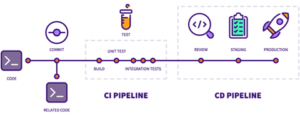 TEST
COMMIT
UNIT TEST
REVIEW
STAGING
PRODUCTION
CODE
BUILD
INTEGRATION TESTS
CI PIPELINE
CD PIPELINE
RELATED CODE